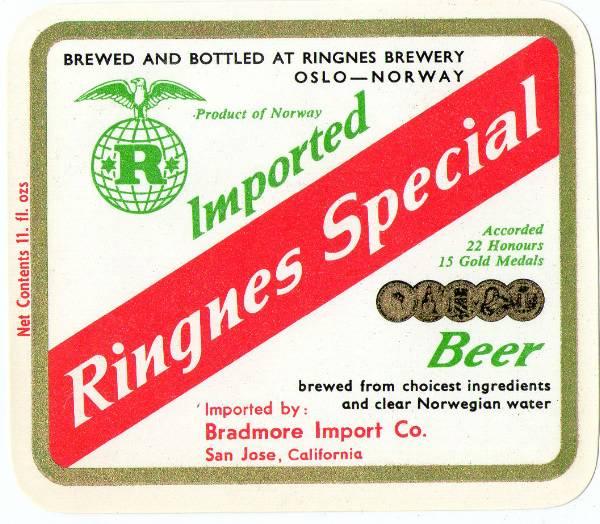 BREWED AND BOTTLED AT RINGNES BREWERY
OSLO—NORWAY
Product of Norway
R
Imported
Ringnes Special
Accorded
22 Honours
15 Gold Medals
Beer
brewed from choicest ingredients
and clear Norwegian water
Imported by:
Bradmore Import Co.
San Jose, California
Net Contents 11. fl. ozs